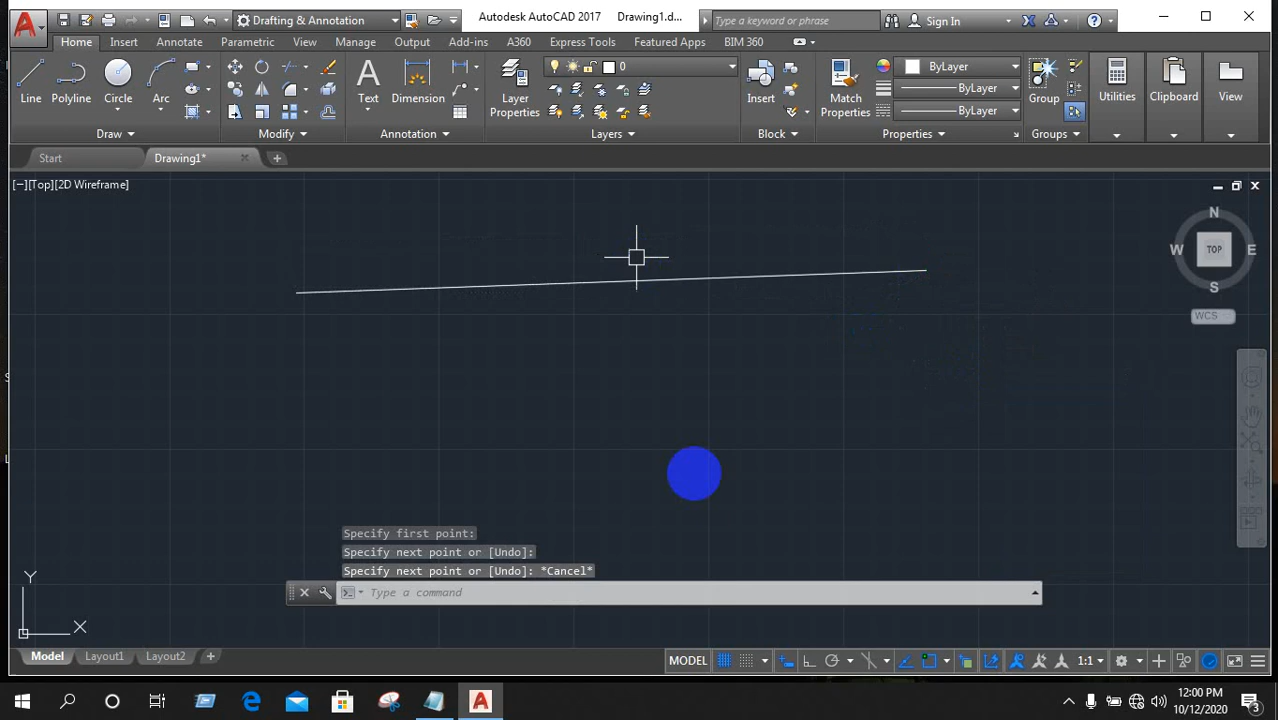 Drafting & Annotation
Autodesk AutoCAD 2017 Drawing1.d...
Type a keyword or phrase
Sign In
Home Insert Annotate Parametric View Manage Output Add-ins A360 Express Tools Featured Apps BIM 360
Line Polyline Circle Arc
Text Dimension
Layer Properties
0
Insert
Match Properties
ByLayer
ByLayer
ByLayer
Group
Utilities
Clipboard
View
Draw Modify Annotation Layers Block Properties Groups
Start Drawing1*
[−][Top][2D Wireframe]
N
W TOP E
S
WCS
Specify first point:
Specify next point or [Undo]:
Specify next point or [Undo]: *Cancel*
Type a command
Y
X
Model Layout1 Layout2
MODEL
1:1
12:00 PM
10/12/2020
3